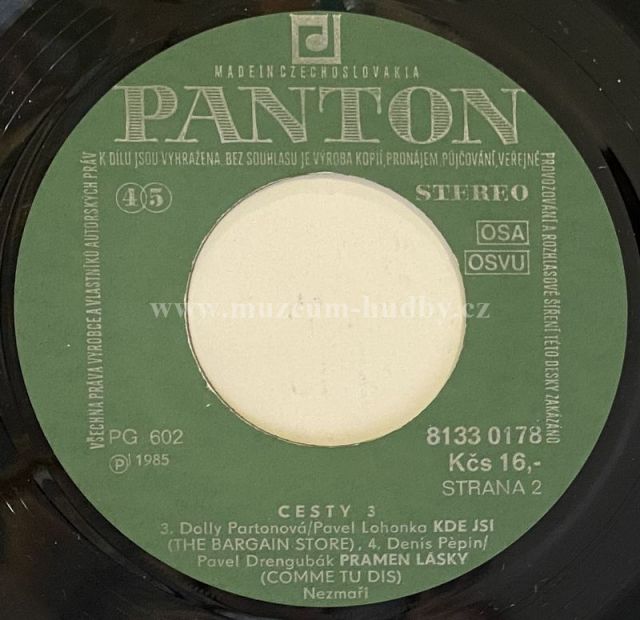 MADE IN CZECHOSLOVAKIA
PANTON
VŠECHNA PRÁVA VÝROBCE A VLASTNÍKŮ AUTORSKÝCH PRÁV
K DÍLU JSOU VYHRAŽENA. BEZ SOUHLASU JE VÝROBA KOPIÍ, PRONÁJEM, PŮJČOVÁNÍ, VEŘEJNÉ
PROVOZOVÁNÍ A ROZHLASOVÉ ŠÍŘENÍ TÉTO DESKY ZAKÁZÁNO
45
STEREO
OSA
OSVU
www.muzeum-hudby.cz
PG 602
Ⓟ 1985
8133 0178
Kčs 16,-
STRANA 2
CESTY 3
3. Dolly Partonová/Pavel Lohonka KDE JSI
(THE BARGAIN STORE), 4. Denis Pèpin/
Pavel Drengubák PRAMEN LÁSKY
(COMME TU DIS)
Nezmaři